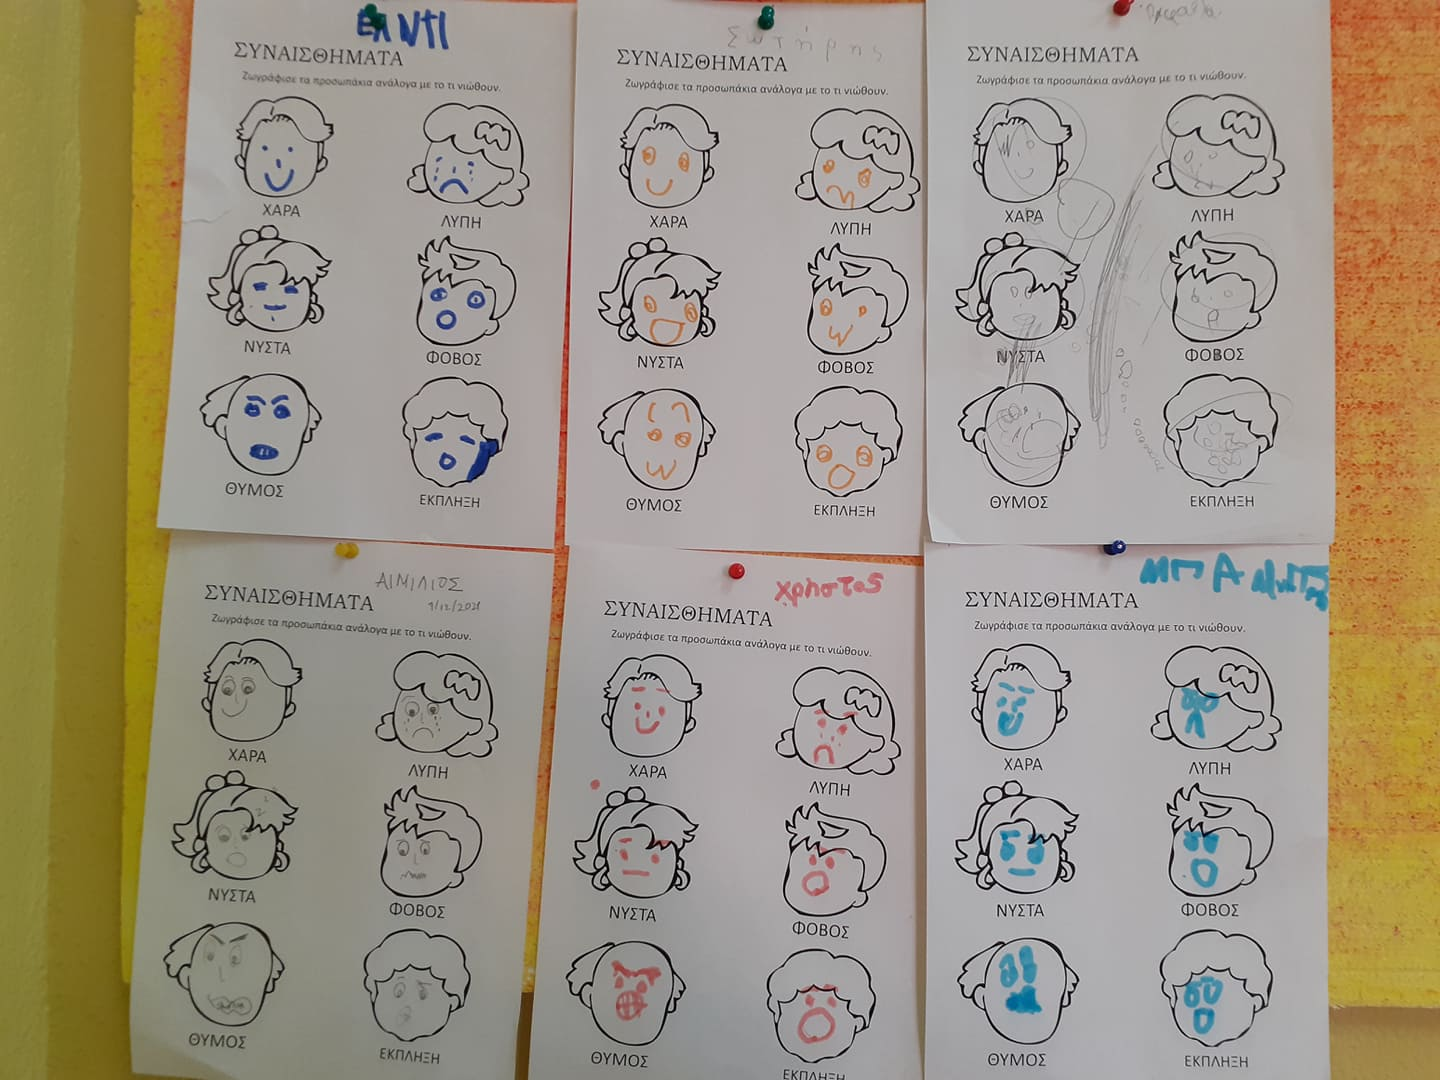 ΕΛΝΤΙ
ΣΥΝΑΙΣΘΗΜΑΤΑ
Ζωγράφισε τα προσωπάκια ανάλογα με το τι νιώθουν.
ΧΑΡΑ ΛΥΠΗ
ΝΥΣΤΑ ΦΟΒΟΣ
ΘΥΜΟΣ ΕΚΠΛΗΞΗ
Σωτήρης
ΣΥΝΑΙΣΘΗΜΑΤΑ
Ζωγράφισε τα προσωπάκια ανάλογα με το τι νιώθουν.
ΧΑΡΑ ΛΥΠΗ
ΝΥΣΤΑ ΦΟΒΟΣ
ΘΥΜΟΣ ΕΚΠΛΗΞΗ
ΣΥΝΑΙΣΘΗΜΑΤΑ
Ζωγράφισε τα προσωπάκια ανάλογα με το τι νιώθουν.
ΧΑΡΑ ΛΥΠΗ
ΝΥΣΤΑ ΦΟΒΟΣ
ΘΥΜΟΣ ΕΚΠΛΗΞΗ
ΑΙΜΙΛΙΟΣ
ΣΥΝΑΙΣΘΗΜΑΤΑ
Ζωγράφισε τα προσωπάκια ανάλογα με το τι νιώθουν.
ΧΑΡΑ ΛΥΠΗ
ΝΥΣΤΑ ΦΟΒΟΣ
ΘΥΜΟΣ ΕΚΠΛΗΞΗ
χρηστος
ΣΥΝΑΙΣΘΗΜΑΤΑ
Ζωγράφισε τα προσωπάκια ανάλογα με το τι νιώθουν.
ΧΑΡΑ ΛΥΠΗ
ΝΥΣΤΑ ΦΟΒΟΣ
ΘΥΜΟΣ ΕΚΠΛΗΞΗ
ΣΥΝΑΙΣΘΗΜΑΤΑ
Ζωγράφισε τα προσωπάκια ανάλογα με το τι νιώθουν.
ΧΑΡΑ ΛΥΠΗ
ΝΥΣΤΑ ΦΟΒΟΣ
ΘΥΜΟΣ ΕΚΠΛΗΞΗ